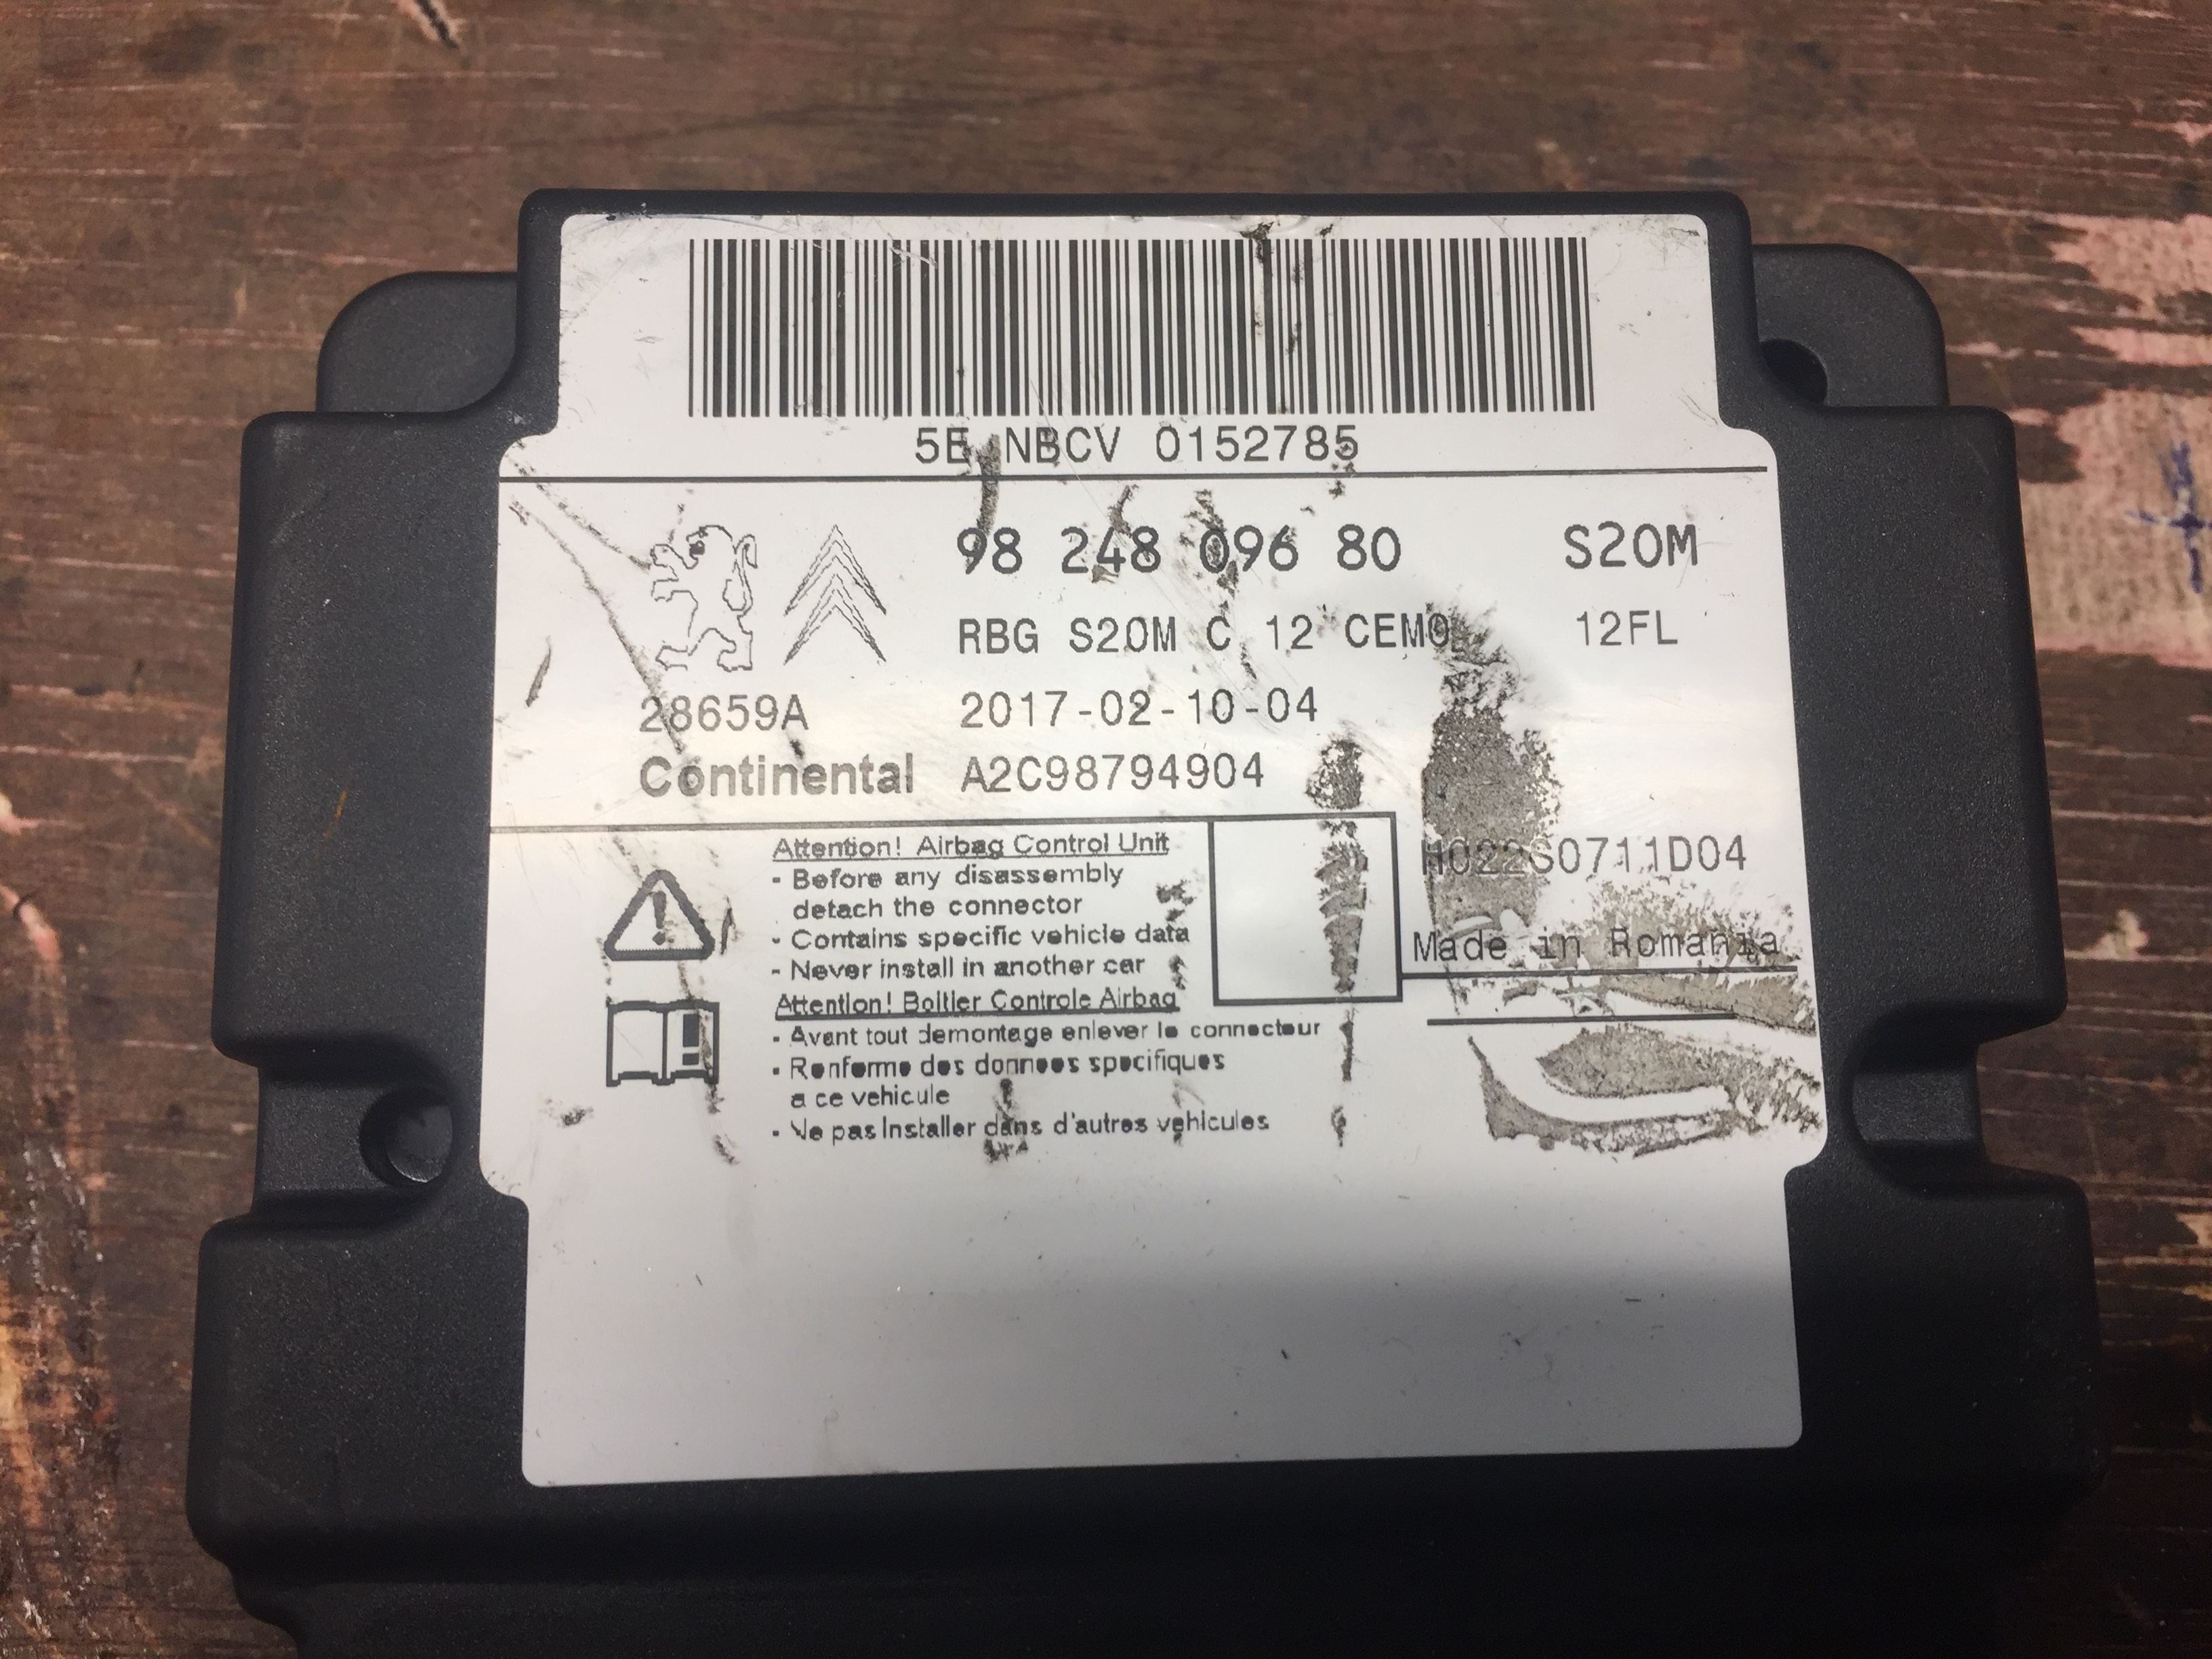 5E NBCV 0152785
98 248 096 80 S20M
RBG S20M C 12 CEM0 12FL
28659A 2017-02-10-04
Continental A2C98794904
Attention! Airbag Control Unit
- Before any disassembly
detach the connector
- Contains specific vehicle data
- Never install in another car
H022S0711D04
Made in Romania
Attention! Boitier Controle Airbag
- Avant tout demontage enlever le connecteur
- Renferme des donnees specifiques
a ce vehicule
- Ne pas installer dans d'autres vehicules